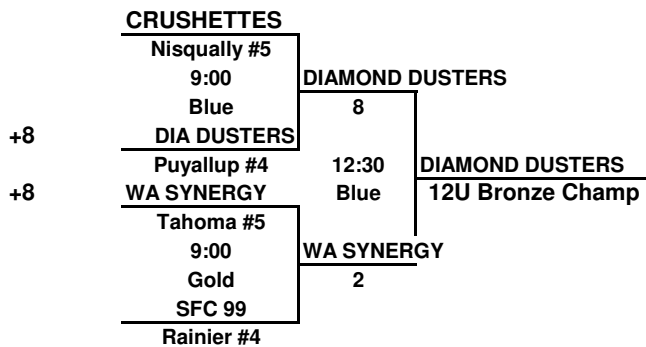 CRUSHETTES
Nisqually #5
9:00 DIAMOND DUSTERS
Blue 8
+8 DIA DUSTERS
Puyallup #4 12:30 DIAMOND DUSTERS
+8 WA SYNERGY Blue 12U Bronze Champ
Tahoma #5
9:00 WA SYNERGY
Gold 2
SFC 99
Rainier #4